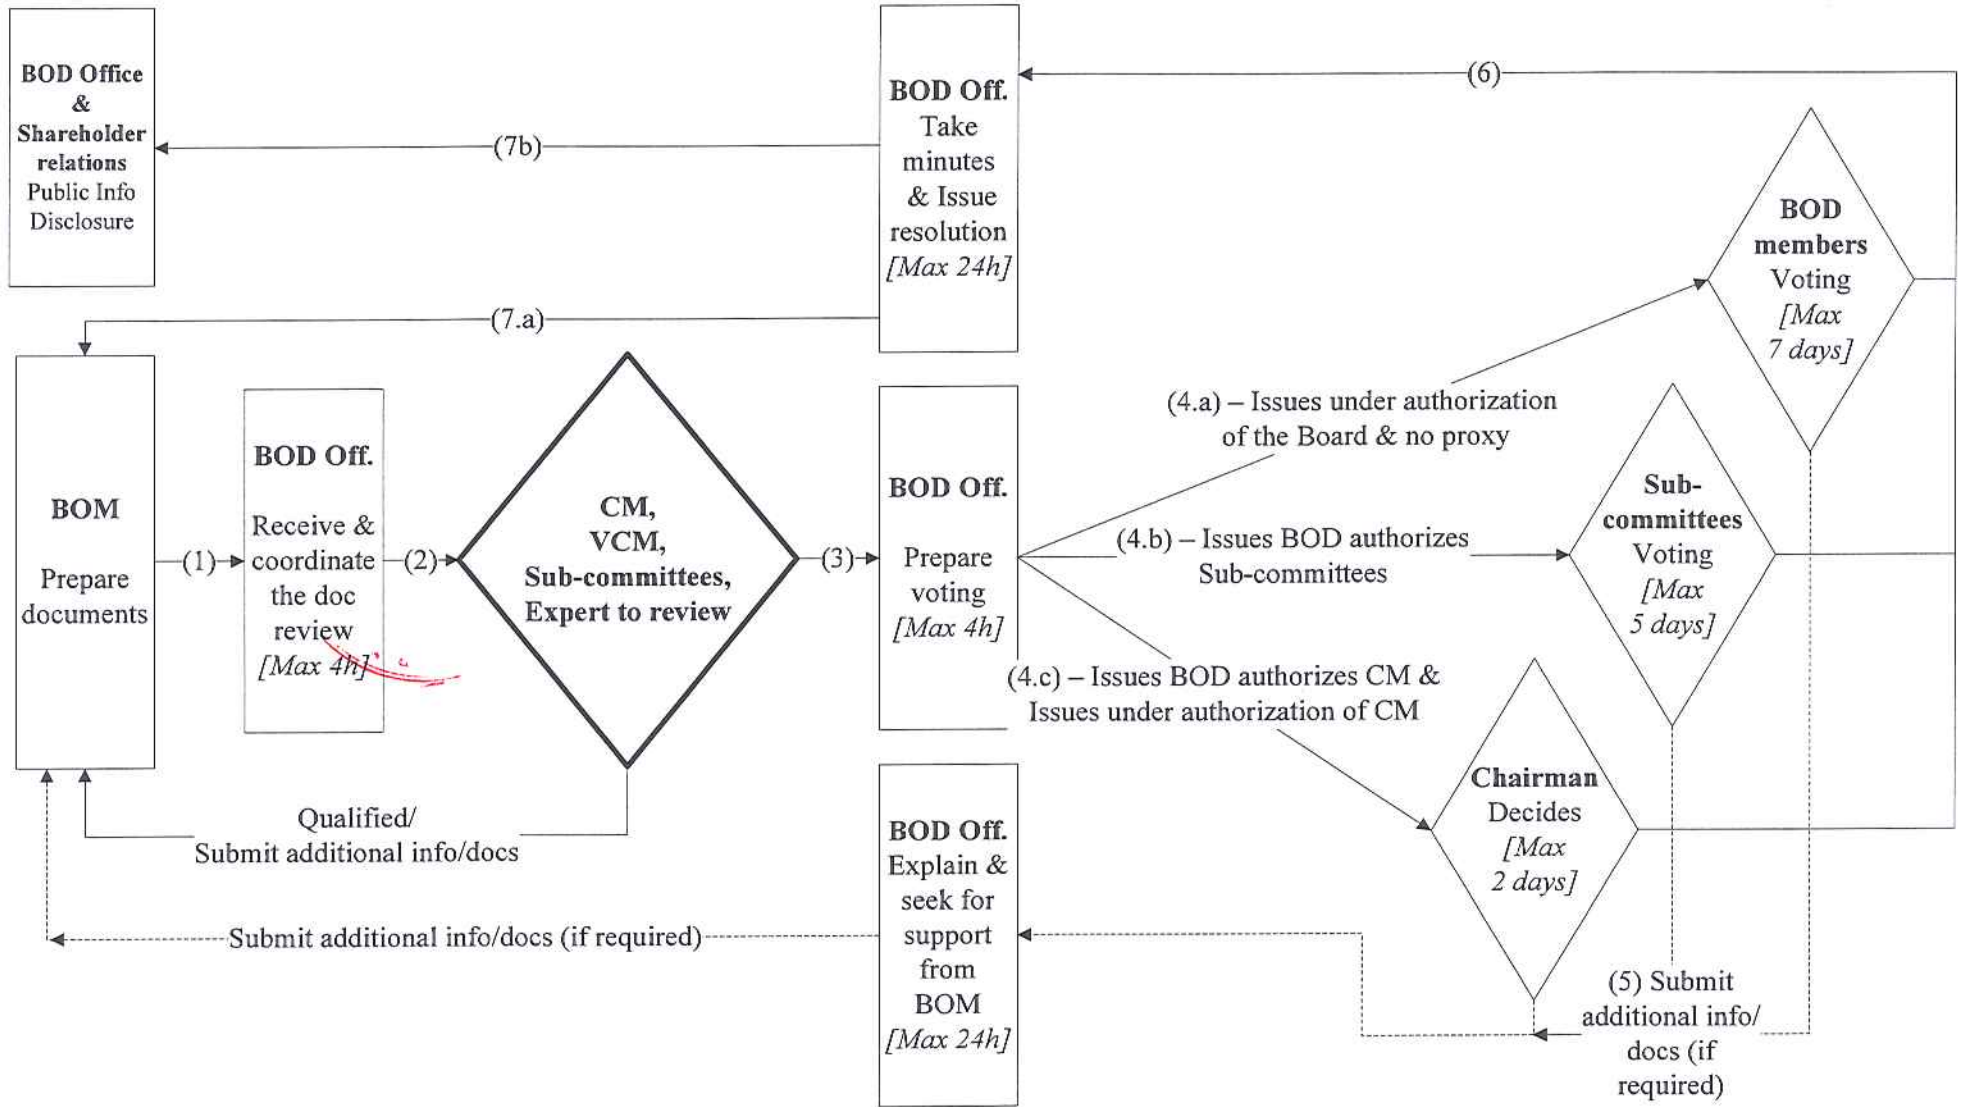 BOD Office
&
Shareholder
relations
Public Info
Disclosure
BOD Off.
Take
minutes
& Issue
resolution
[Max 24h]
(6)
(7b)
(7.a)
BOD
members
Voting
[Max
7 days]
BOM
Prepare
documents
(1)
BOD Off.
Receive &
coordinate
the doc
review
[Max 4h]
(2)
CM,
VCM,
Sub-committees,
Expert to review
(3)
BOD Off.
Prepare
voting
[Max 4h]
(4.a) – Issues under authorization
of the Board & no proxy
(4.b) – Issues BOD authorizes
Sub-committees
(4.c) – Issues BOD authorizes CM &
Issues under authorization of CM
Sub-
committees
Voting
[Max
5 days]
Chairman
Decides
[Max
2 days]
Qualified/
Submit additional info/docs
Submit additional info/docs (if required)
BOD Off.
Explain &
seek for
support
from
BOM
[Max 24h]
(5) Submit
additional info/
docs (if
required)